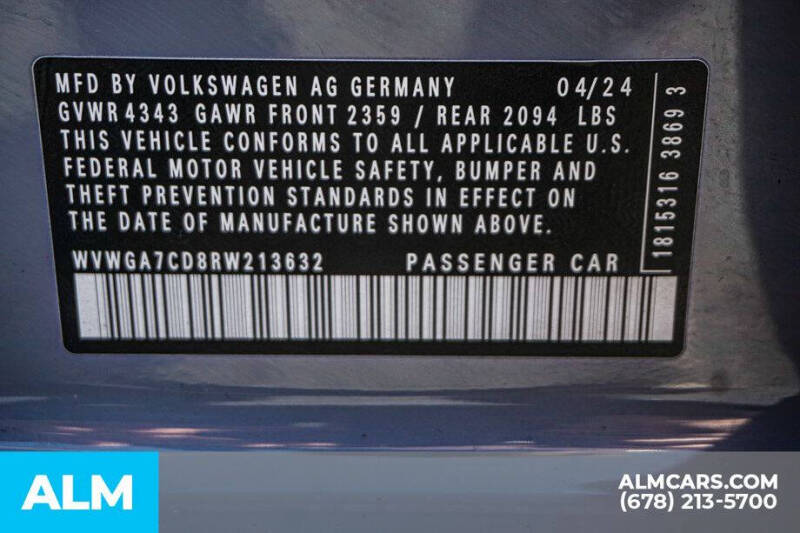 MFD BY VOLKSWAGEN AG GERMANY 04/24
GVWR 4343 GAWR FRONT 2359 / REAR 2094 LBS
THIS VEHICLE CONFORMS TO ALL APPLICABLE U.S.
FEDERAL MOTOR VEHICLE SAFETY, BUMPER AND
THEFT PREVENTION STANDARDS IN EFFECT ON
THE DATE OF MANUFACTURE SHOWN ABOVE.
WVWGA7CD8RW213632 PASSENGER CAR
1815316 3869 3
ALM
ALMCARS.COM
(678) 213-5700